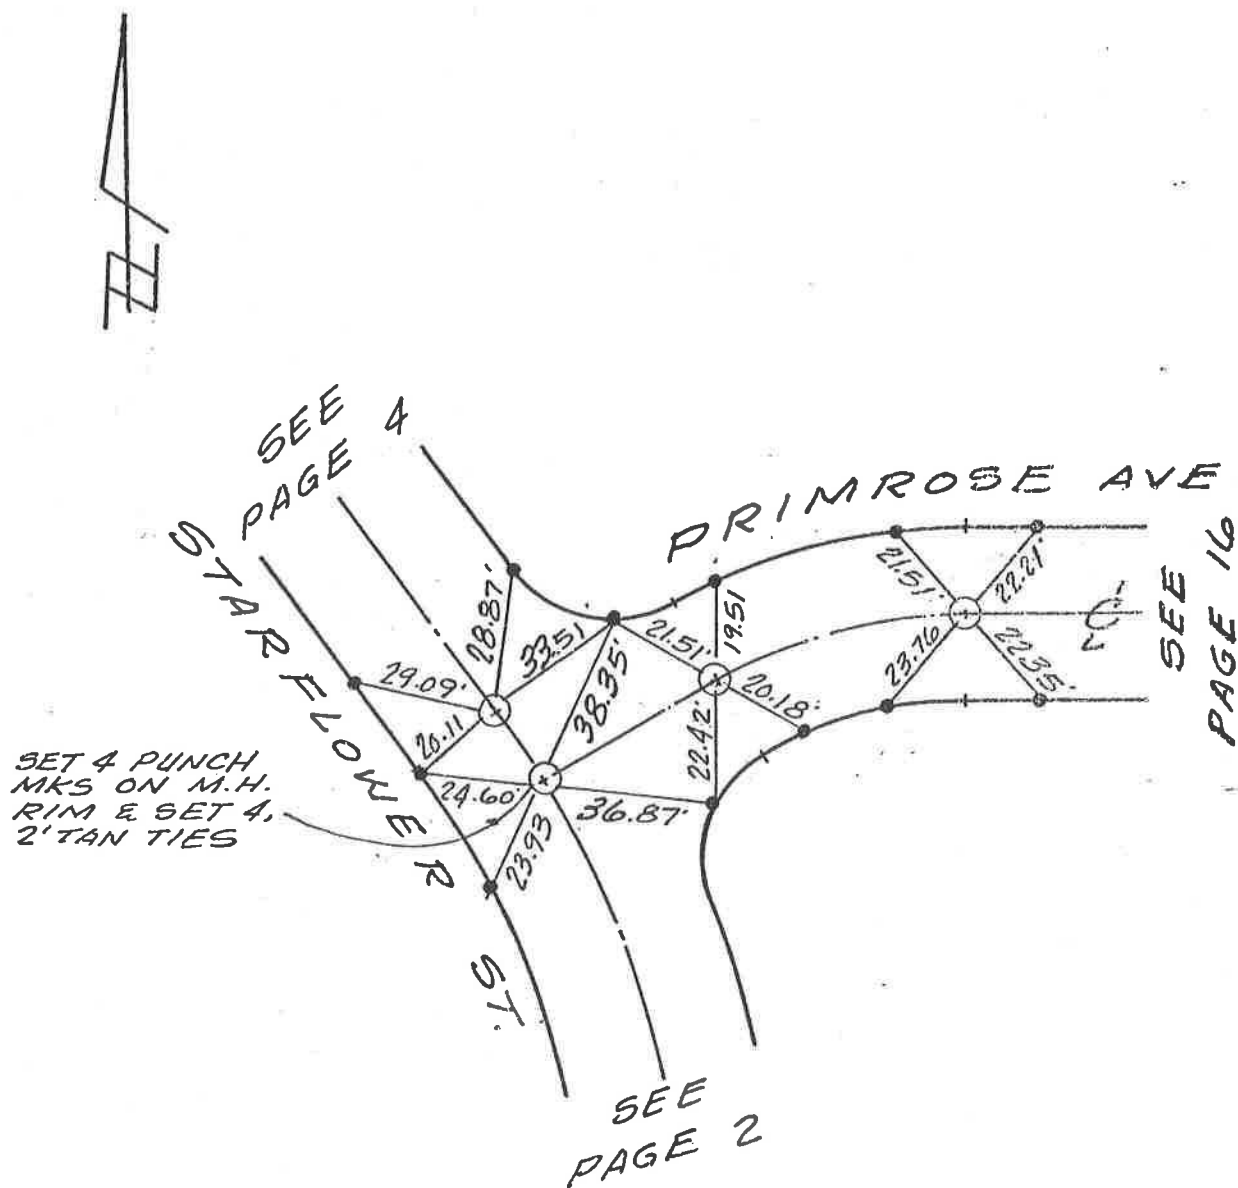 SEE
PAGE 4
PRIMROSE AVE
SEE
PAGE 16
STARFLOWER ST.
28.87'
33.51'
21.51'
19.51
21.51'
22.21'
29.09'
20.11
38.35'
20.18'
23.76
22.35'
22.42'
24.60'
36.87'
23.93
SET 4 PUNCH
MKS ON M.H.
RIM & SET 4,
2' TAN TIES
SEE
PAGE 2